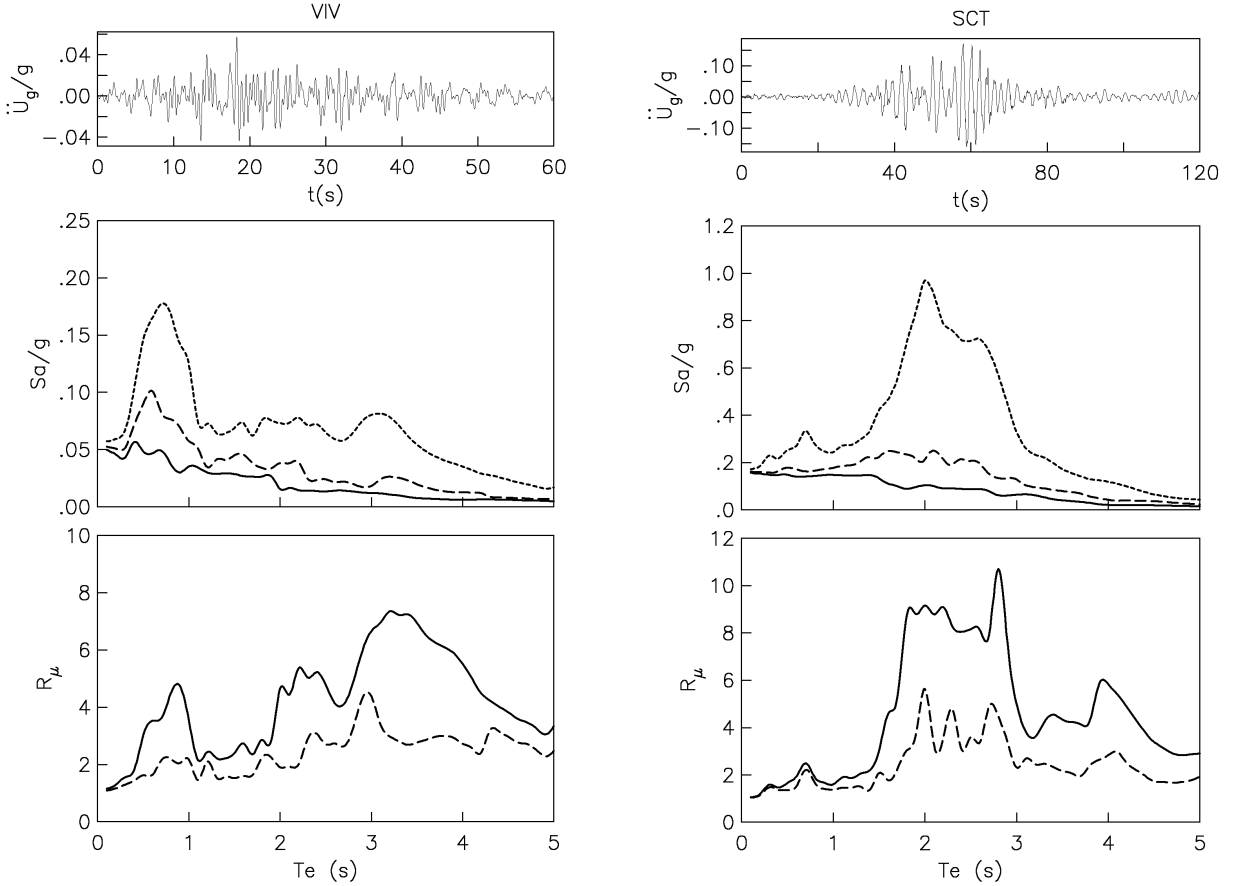 VIV
Üg/g
.04
.00
−.04
0 10 20 30 40 50 60
t(s)
Sa/g
.25
.20
.15
.10
.05
.00
Rμ
10
8
6
4
2
0
0 1 2 3 4 5
Te (s)
SCT
Üg/g
.10
.00
−.10
0 40 80 120
t(s)
Sa/g
1.2
1.0
.8
.6
.4
.2
.0
Rμ
12
10
8
6
4
2
0
0 1 2 3 4 5
Te (s)